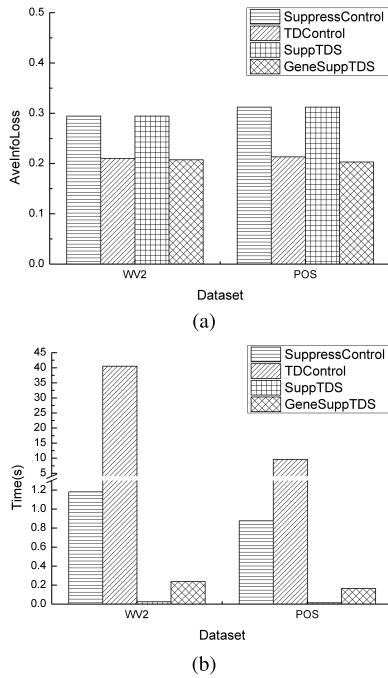 SuppressControl
TDControl
SuppTDS
GeneSuppTDS
0.5
0.4
0.3
0.2
0.1
0.0
AveInfoLoss
WV2
POS
Dataset
(a)
SuppressControl
TDControl
SuppTDS
GeneSuppTDS
45
40
35
30
25
20
15
10
5
1.2
1.0
0.8
0.6
0.4
0.2
0.0
Time(s)
WV2
POS
Dataset
(b)